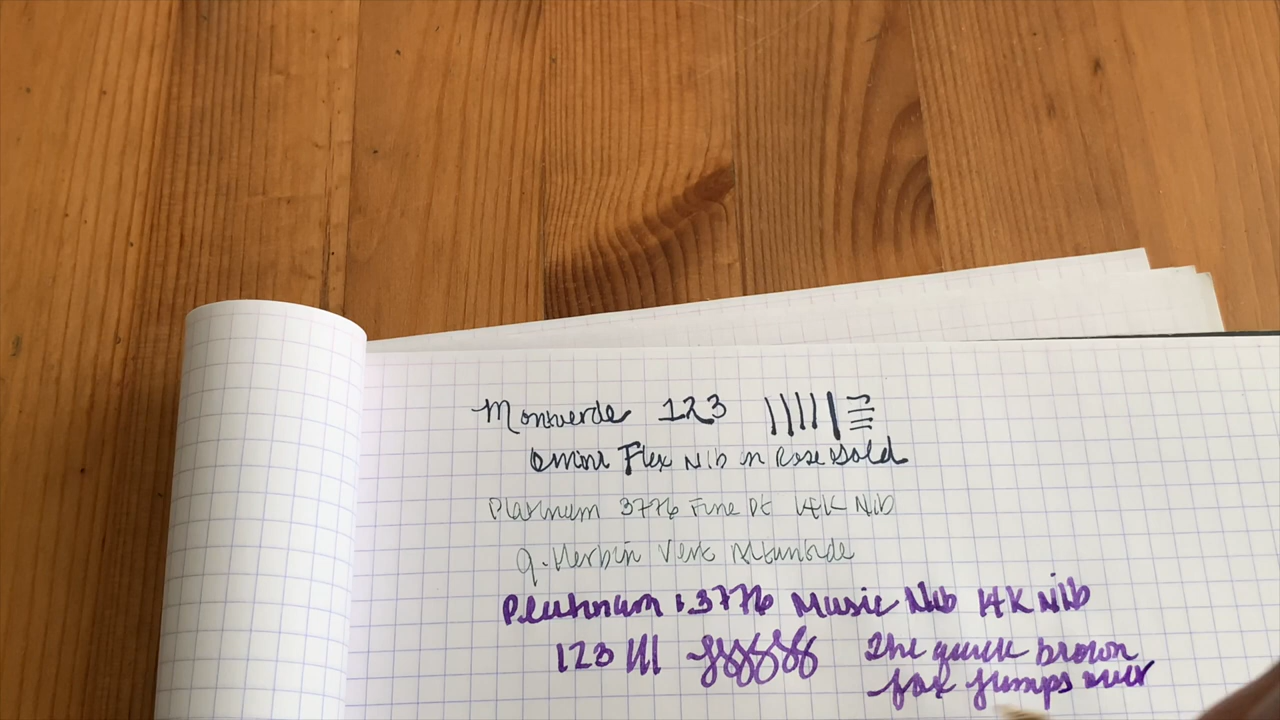 Monteverde 123
Omni Flex Nib in Rose Gold
Platinum 3776 Fine Pt 14K Nib
J. Herbin Vert
Platinum 3776 Music Nib 14K Nib
123 The quick brown
fox jumps over